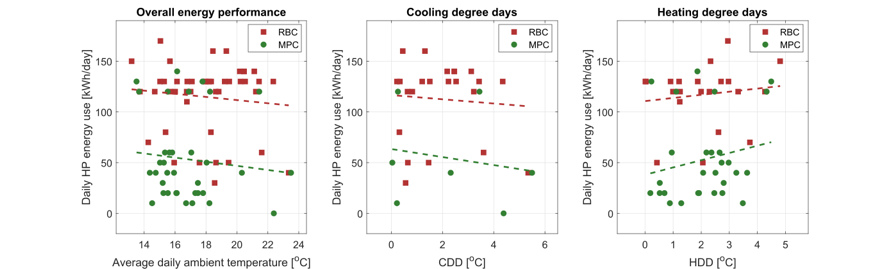 Overall energy performance
Daily HP energy use [kWh/day]
150
100
50
0
RBC
MPC
14 16 18 20 22 24
Average daily ambient temperature [°C]
Cooling degree days
Daily HP energy use [kWh/day]
150
100
50
0
RBC
MPC
0 2 4 6
CDD [°C]
Heating degree days
Daily HP energy use [kWh/day]
150
100
50
0
RBC
MPC
0 1 2 3 4 5
HDD [°C]